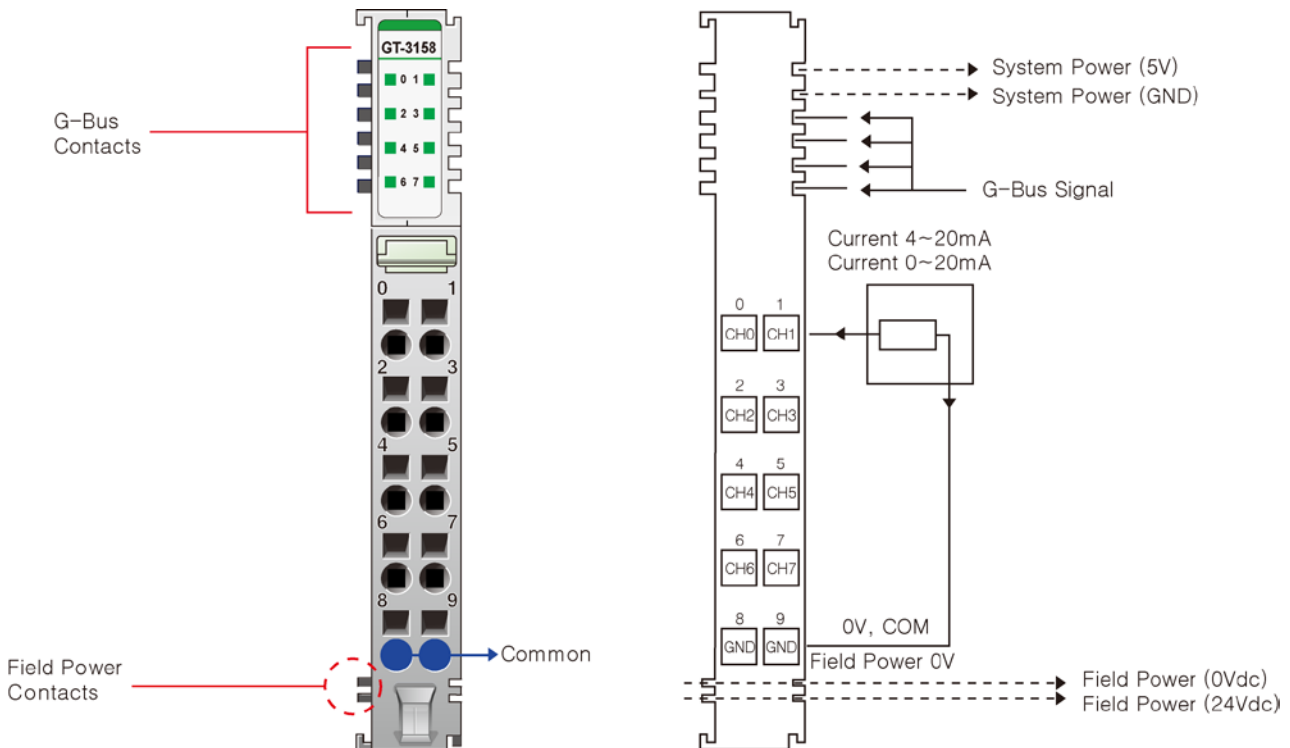 GT-3158
0 1
2 3
4 5
6 7
G-Bus
Contacts
0 1
2 3
4 5
6 7
8 9
Common
Field Power
Contacts
System Power (5V)
System Power (GND)
G-Bus Signal
Current 4~20mA
Current 0~20mA
0 1
CH0 CH1
2 3
CH2 CH3
4 5
CH4 CH5
6 7
CH6 CH7
8 9
GND GND
0V, COM
Field Power 0V
Field Power (0Vdc)
Field Power (24Vdc)